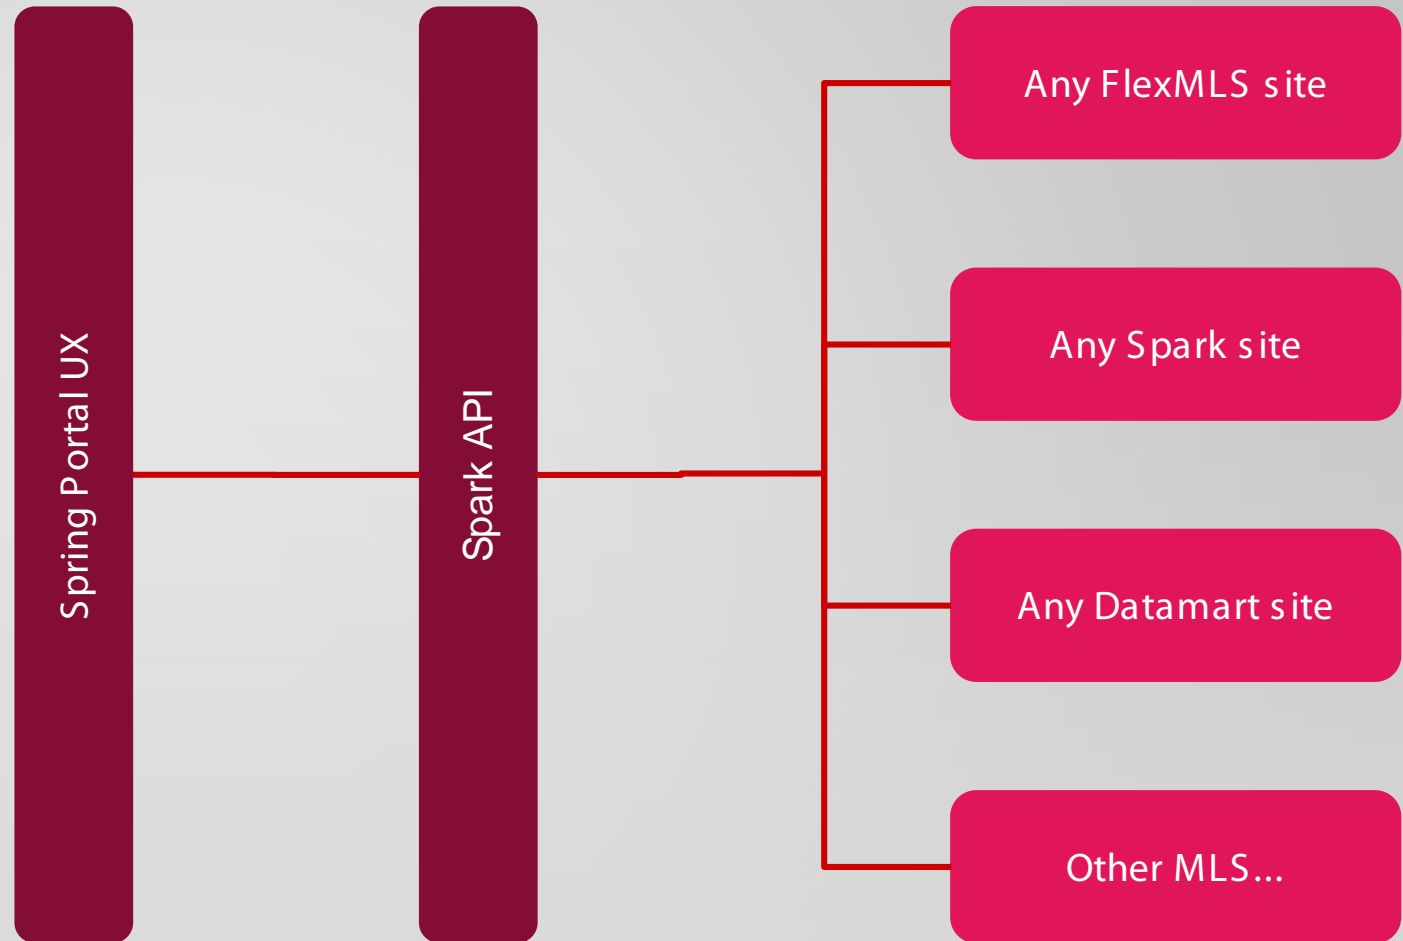 Spring Portal UX
Spark API
Any FlexMLS site
Any Spark site
Any Datamart site
Other MLS...